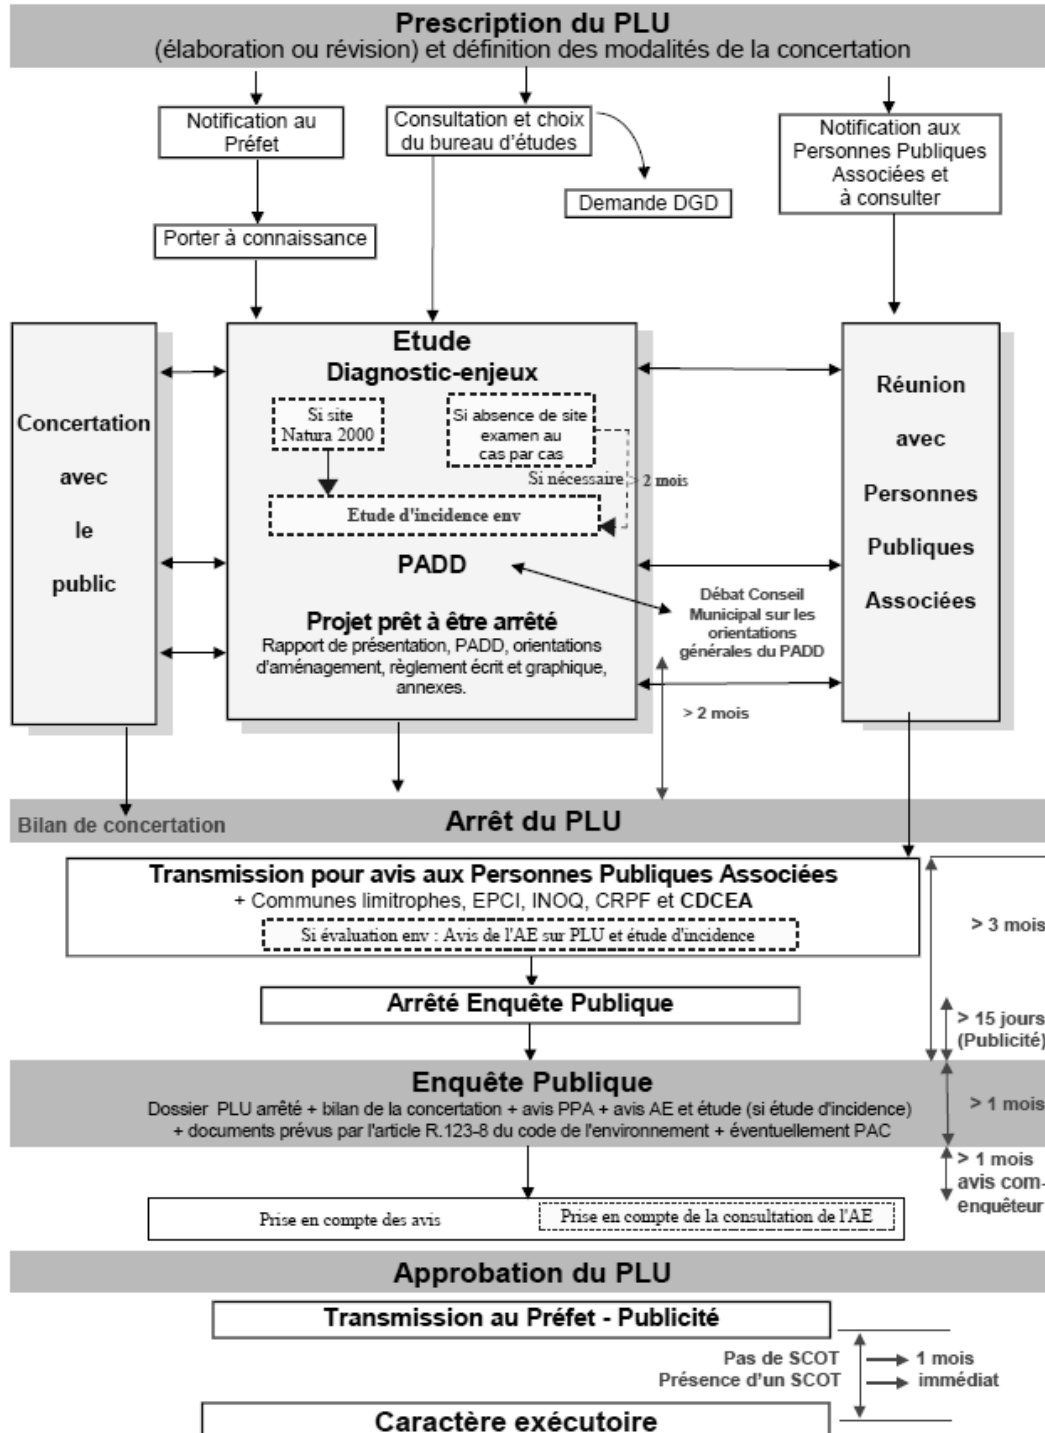 Prescription du PLU
(élaboration ou révision) et définition des modalités de la concertation
Notification au
Préfet
Consultation et choix
du bureau d'études
Notification aux
Personnes Publiques
Associées et
à consulter
Demande DGD
Porter à connaissance
Concertation
avec
le
public
Etude
Diagnostic-enjeux
Si site
Natura 2000
Si absence de site
examen au
cas par cas
Si nécessaire
> 2 mois
Etude d'incidence env
PADD
Projet prêt à être arrêté
Rapport de présentation, PADD, orientations
d'aménagement, règlement écrit et graphique,
annexes.
Débat Conseil
Municipal sur les
orientations
générales du PADD
> 2 mois
Réunion
avec
Personnes
Publiques
Associées
Bilan de concertation
Arrêt du PLU
Transmission pour avis aux Personnes Publiques Associées
+ Communes limitrophes, EPCI, INOQ, CRPF et CDCEA
Si évaluation env : Avis de l'AE sur PLU et étude d'incidence
> 3 mois
Arrêté Enquête Publique
> 15 jours
(Publicité)
Enquête Publique
Dossier PLU arrêté + bilan de la concertation + avis PPA + avis AE et étude (si étude d'incidence)
+ documents prévus par l'article R.123-8 du code de l'environnement + éventuellement PAC
> 1 mois
> 1 mois
avis com-
enquêteur
Prise en compte des avis
Prise en compte de la consultation de l'AE
Approbation du PLU
Transmission au Préfet - Publicité
Pas de SCOT
1 mois
Présence d'un SCOT
immédiat
Caractère exécutoire